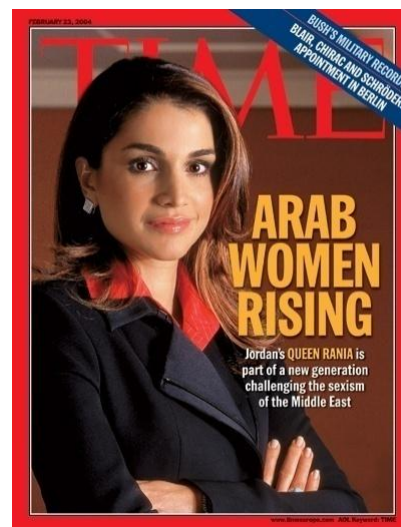 FEBRUARY 23, 2004
BUSH'S MILITARY RECORD
BLAIR, CHIRAC AND SCHRÖDER
APPOINTMENT IN BERLIN
TIME
ARAB
WOMEN
RISING
Jordan's QUEEN RANIA is
part of a new generation
challenging the sexism
of the Middle East
www.timeeurope.com AOL Keyword: TIME